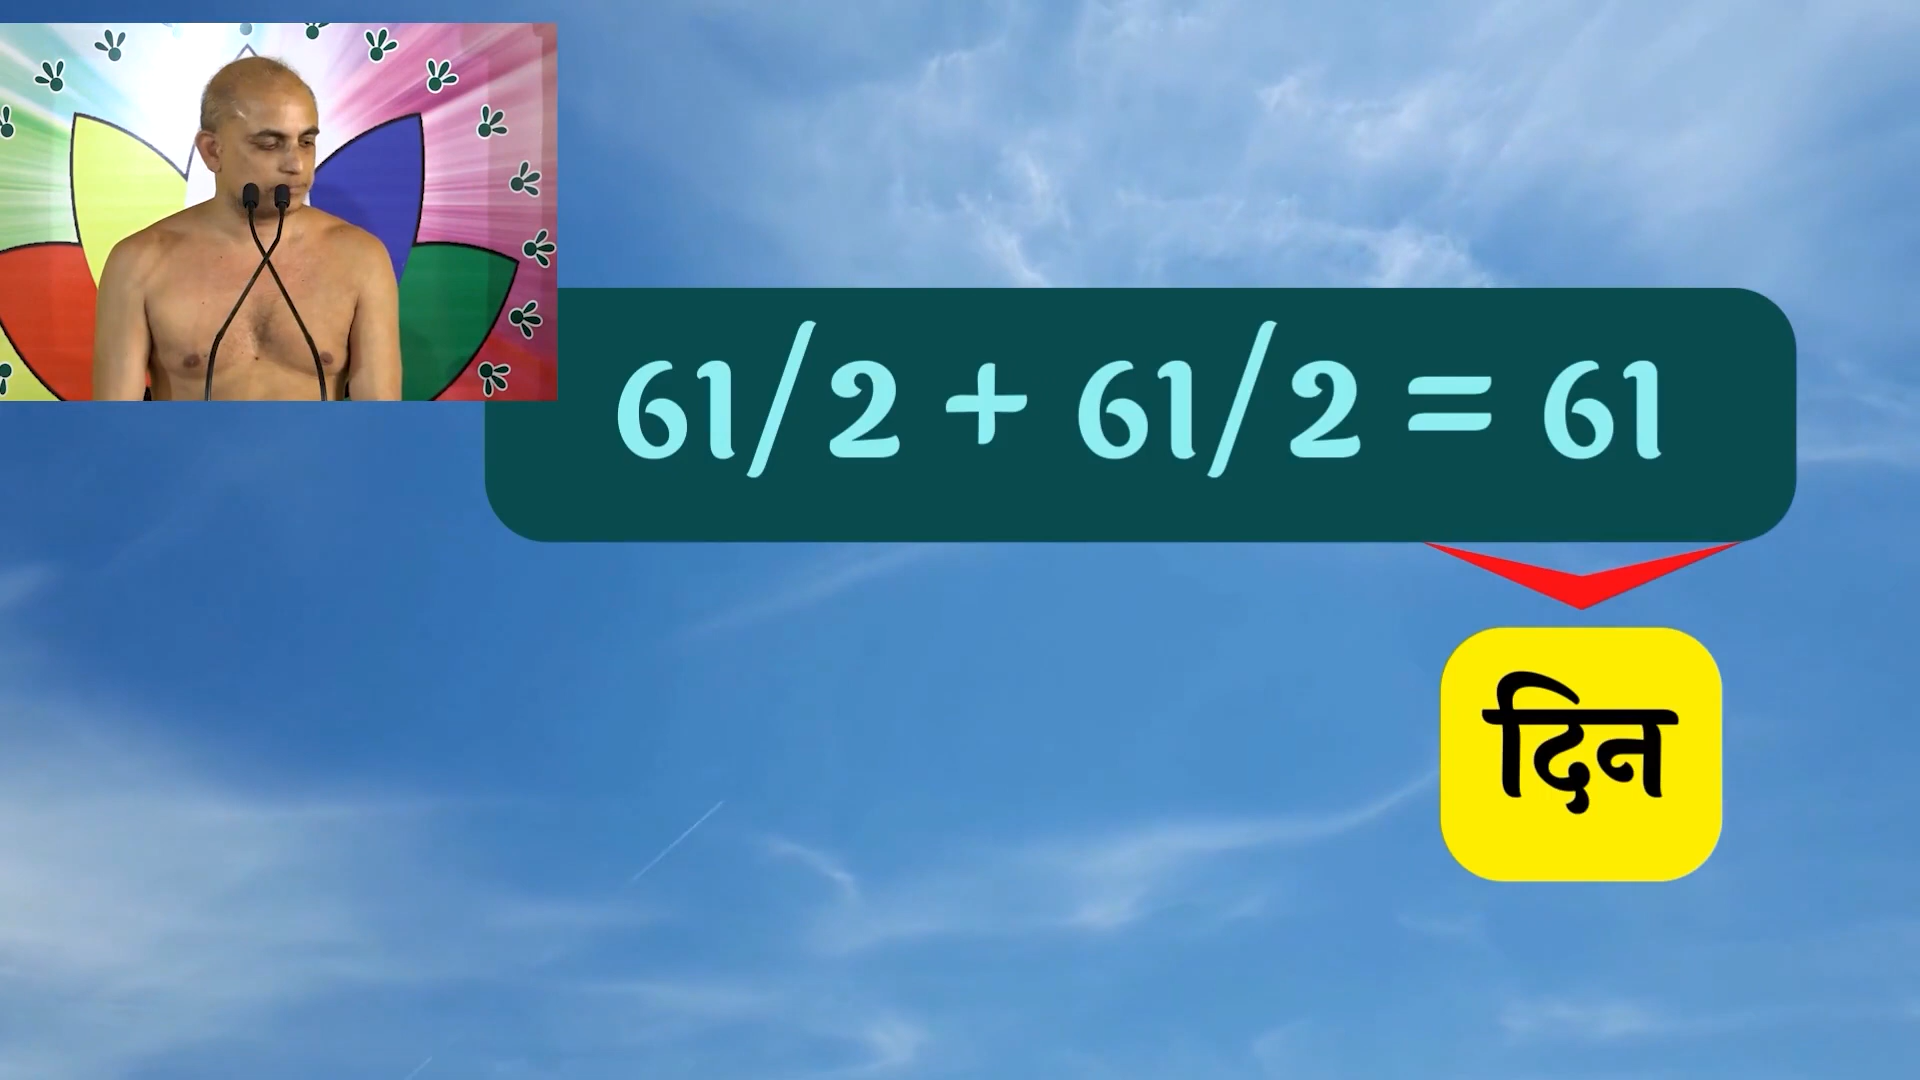 61/2 + 61/2 = 61
दिन